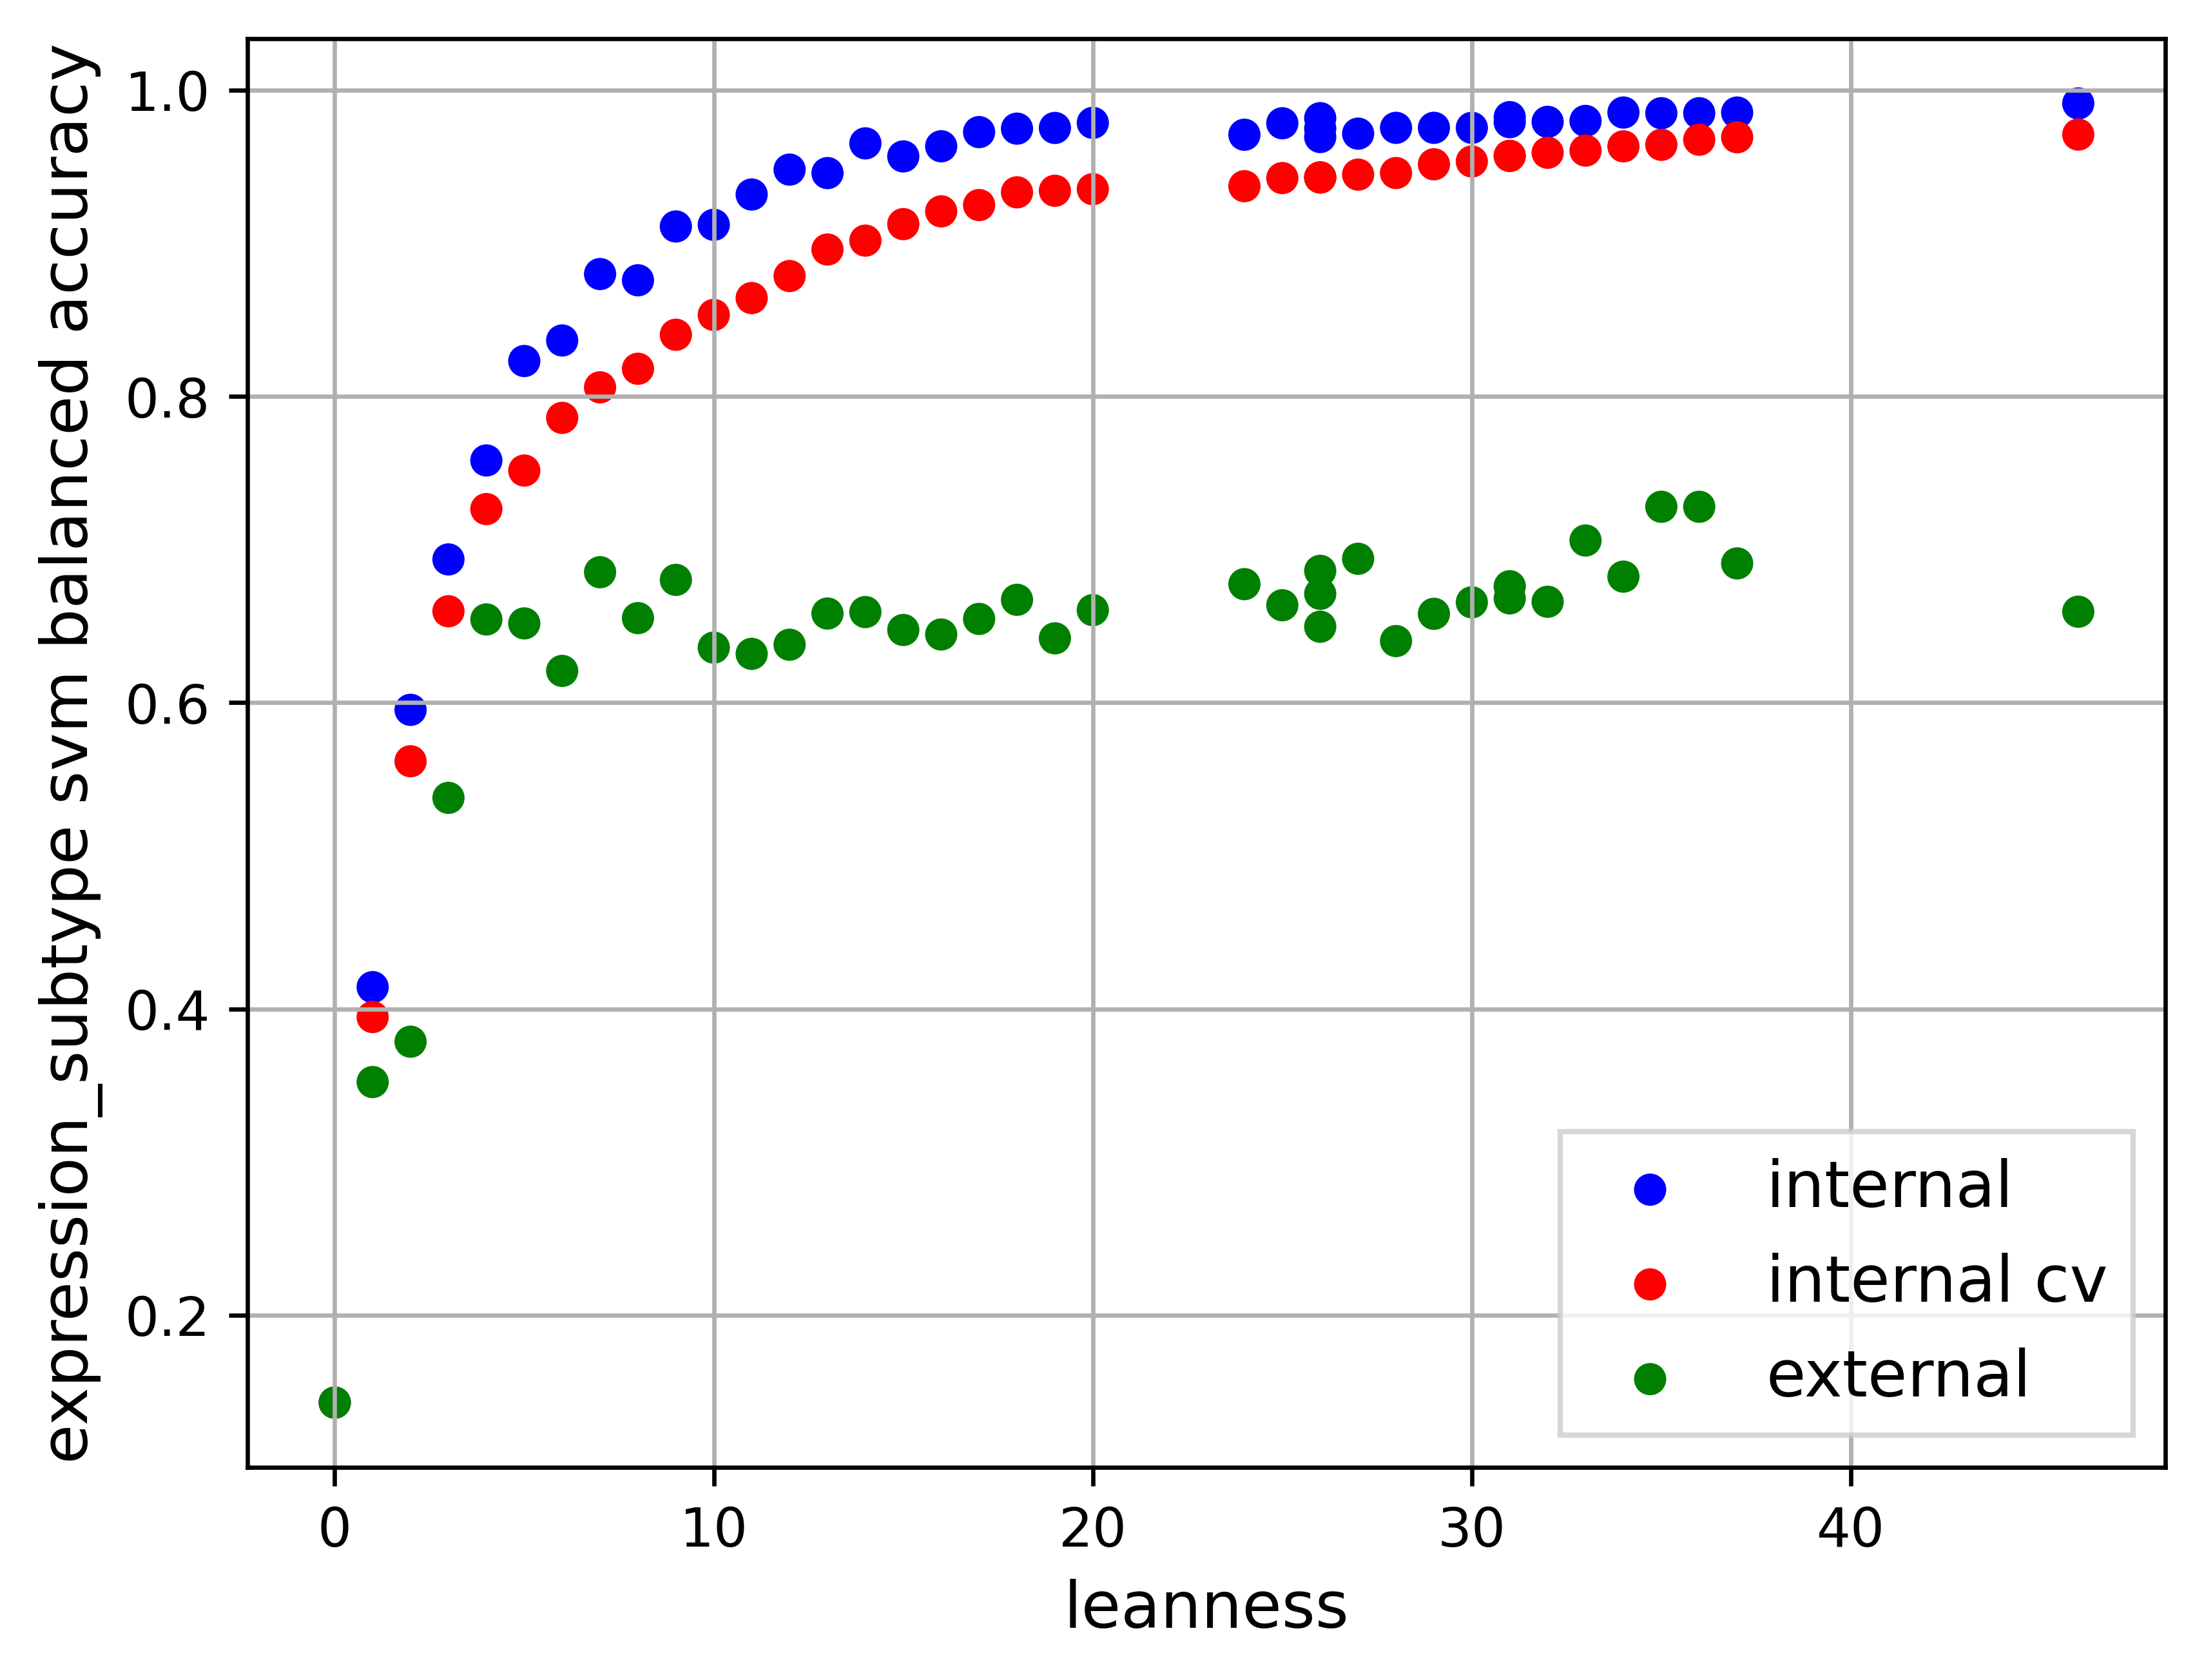 expression_subtype svm balanced accuracy
1.0
0.8
0.6
0.4
0.2
0 10 20 30 40
leanness
internal
internal cv
external